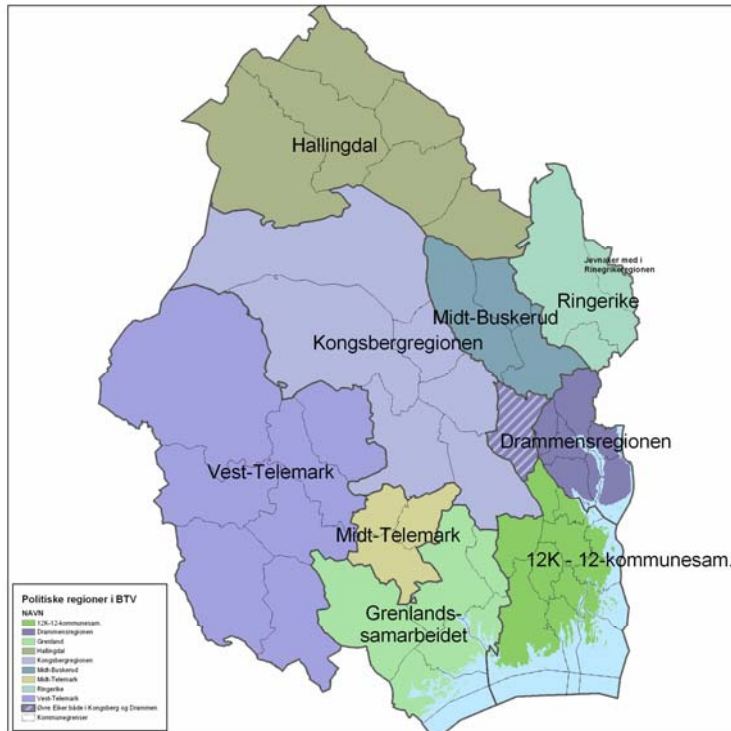 Hallingdal
Jevnaker med i
Rinegrikeregionen
Ringerike
Midt-Buskerud
Kongsbergregionen
Drammensregionen
Vest-Telemark
Midt-Telemark
12K - 12-kommunesam.
Grenlands-
samarbeidet
Politiske regioner i BTV
NAVN
12K-12-kommunesam.
Drammensregionen
Grenland
Hallingdal
Kongsbergregionen
Midt-Buskerud
Midt-Telemark
Ringerike
Vest-Telemark
Øvre Eiker både i Kongsberg og Drammen
Kommunegrenser